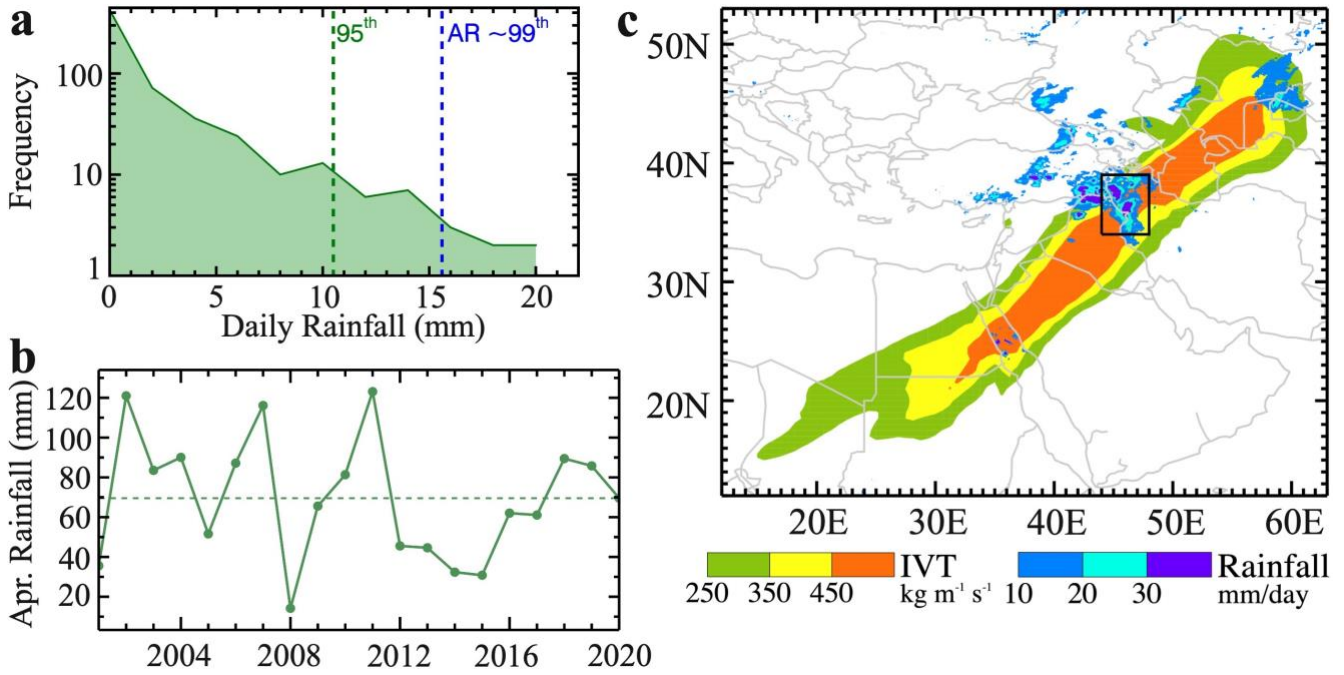 a
95th
AR ~99th
Frequency
100
10
1
0 5 10 15 20
Daily Rainfall (mm)
b
Apr. Rainfall (mm)
120
100
80
60
40
20
2004 2008 2012 2016 2020
c
50N
40N
30N
20N
20E 30E 40E 50E 60E
IVT
250 350 450 kg m⁻¹ s⁻¹
Rainfall
10 20 30 mm/day